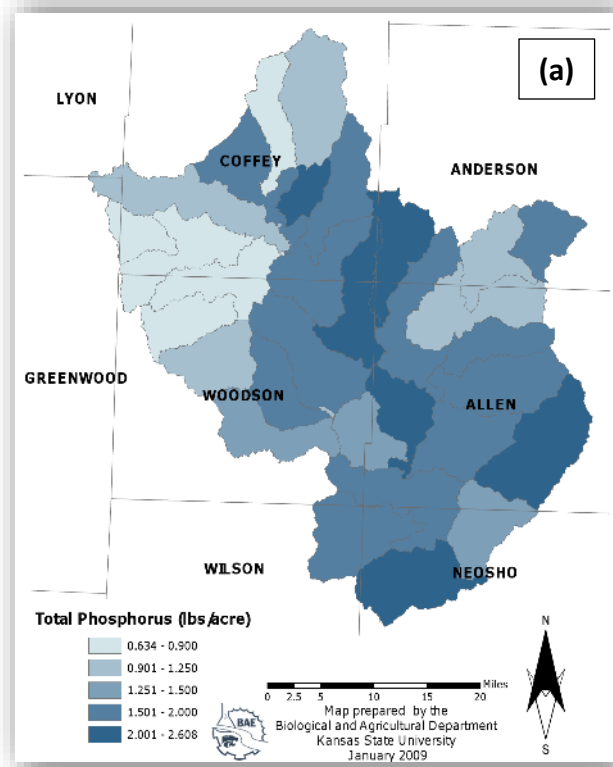 (a)
LYON
COFFEY
ANDERSON
GREENWOOD
WOODSON
ALLEN
WILSON
NEOSHO
Total Phosphorus (lbs/acre)
0.634 - 0.900
0.901 - 1.250
1.251 - 1.500
1.501 - 2.000
2.001 - 2.608
Miles
0 2.5 5 10 15 20
BAE
Map prepared by the
Biological and Agricultural Department
Kansas State University
January 2009
N
S